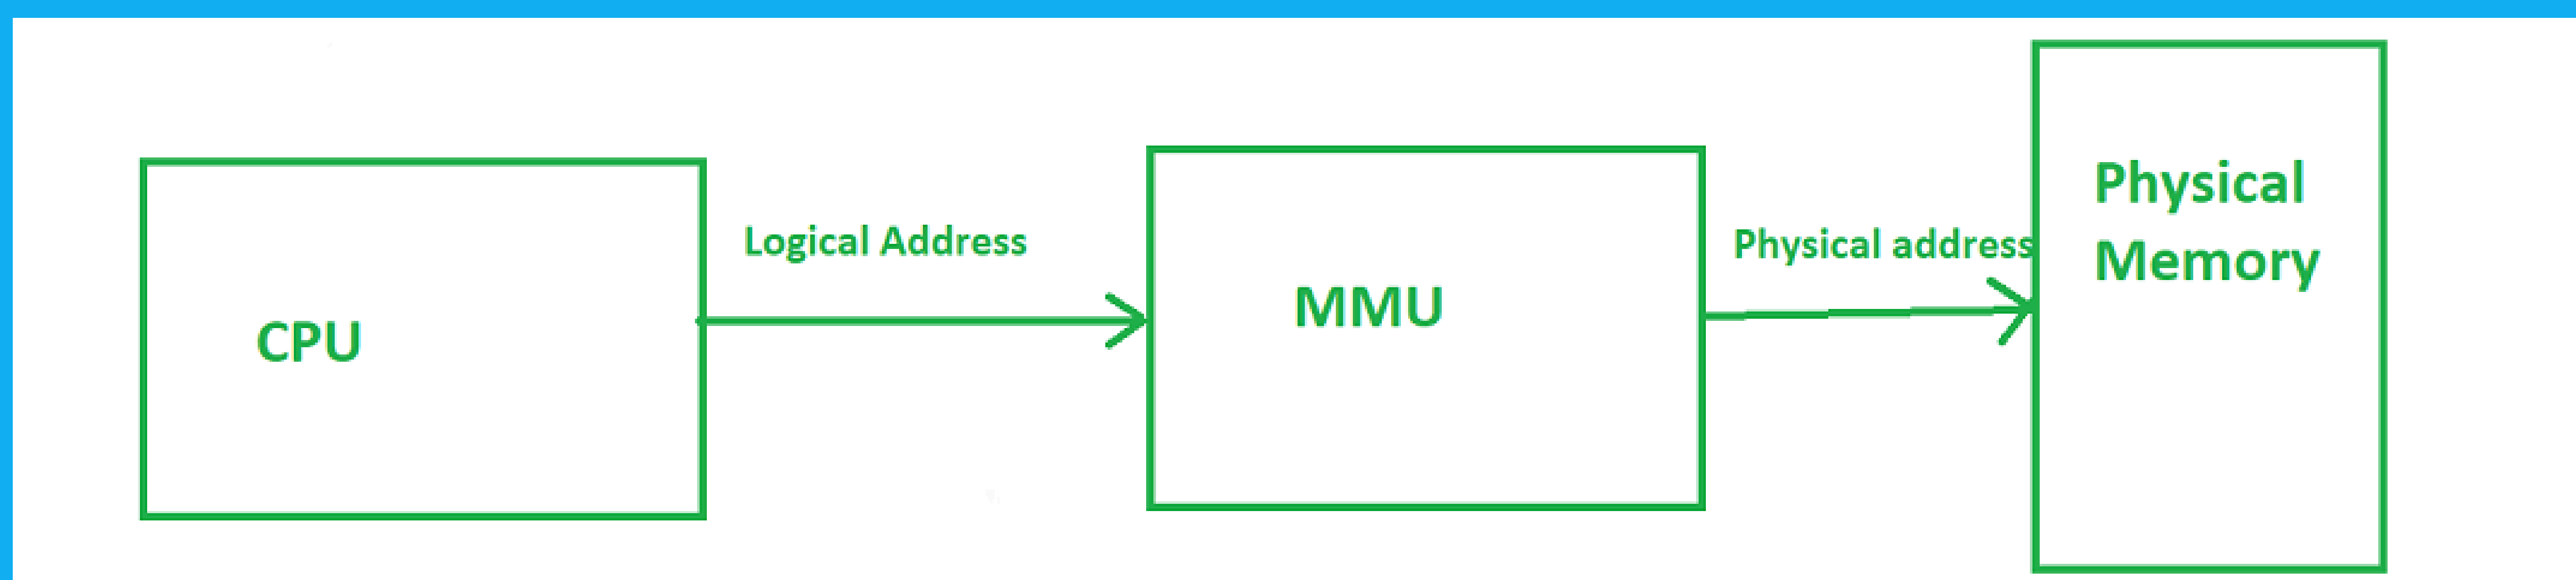 CPU
Logical Address
MMU
Physical address
Physical
Memory